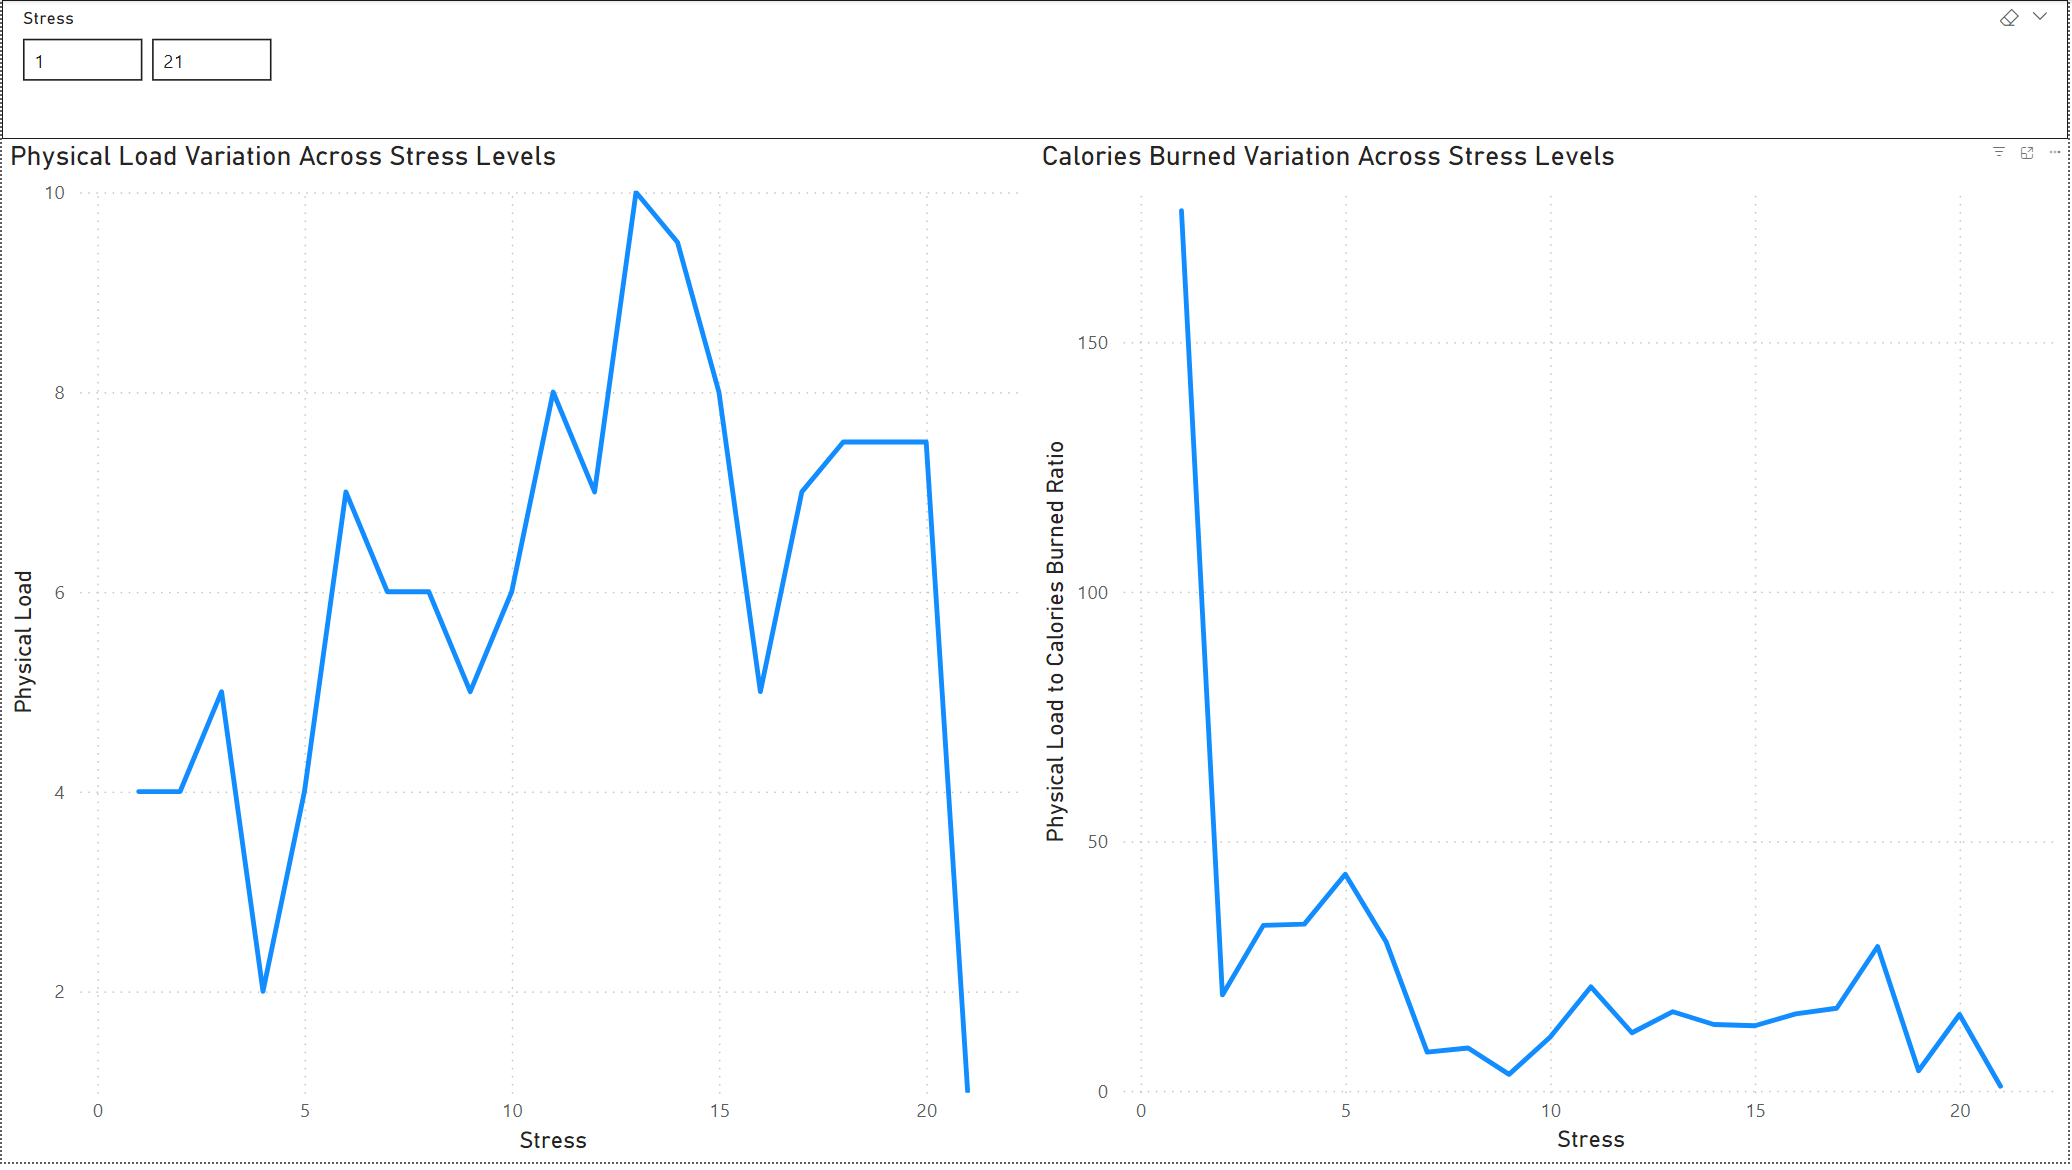 Stress
1 21
Physical Load Variation Across Stress Levels
10
8
6
4
2
Physical Load
0 5 10 15 20
Stress
Calories Burned Variation Across Stress Levels
150
100
50
0
Physical Load to Calories Burned Ratio
0 5 10 15 20
Stress